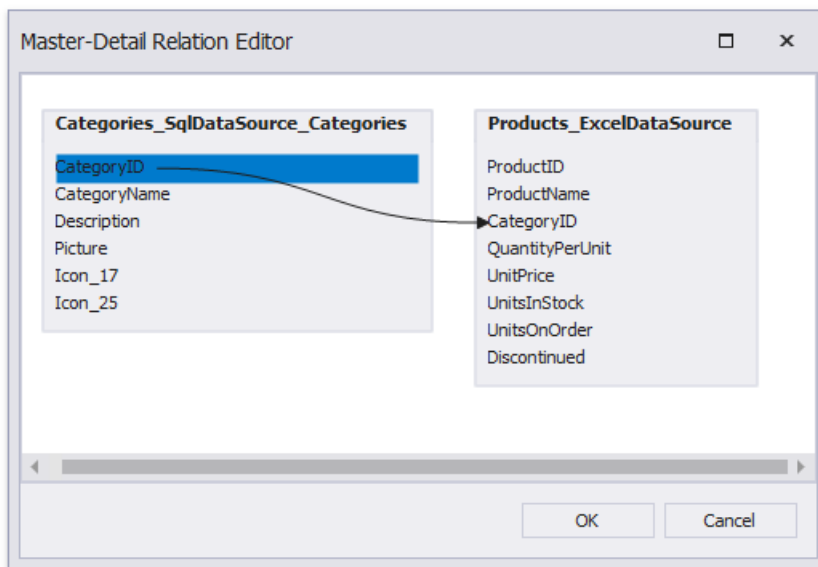 Master-Detail Relation Editor
Categories_SqlDataSource_Categories
CategoryID
CategoryName
Description
Picture
Icon_17
Icon_25
Products_ExcelDataSource
ProductID
ProductName
CategoryID
QuantityPerUnit
UnitPrice
UnitsInStock
UnitsOnOrder
Discontinued
OK
Cancel